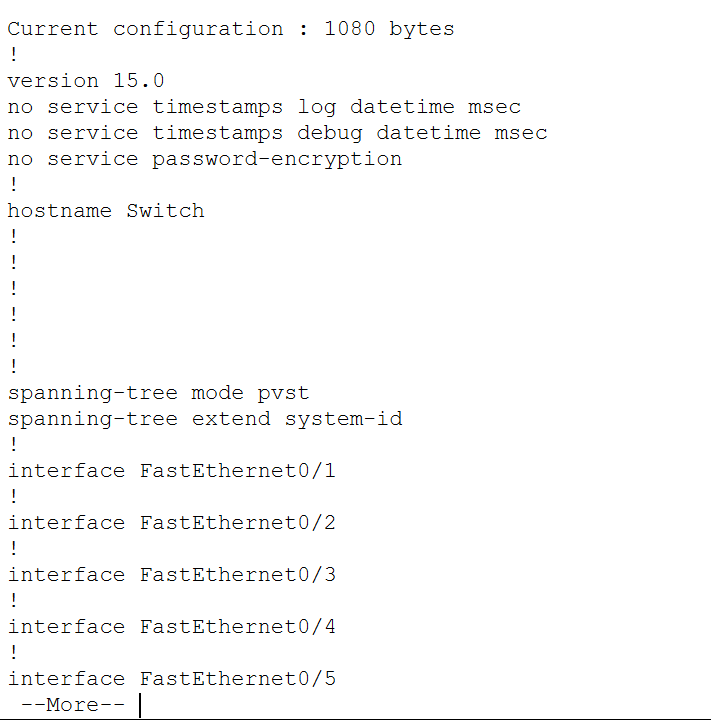 Current configuration : 1080 bytes
!
version 15.0
no service timestamps log datetime msec
no service timestamps debug datetime msec
no service password-encryption
!
hostname Switch
!
!
!
!
!
!
spanning-tree mode pvst
spanning-tree extend system-id
!
interface FastEthernet0/1
!
interface FastEthernet0/2
!
interface FastEthernet0/3
!
interface FastEthernet0/4
!
interface FastEthernet0/5
 --More--